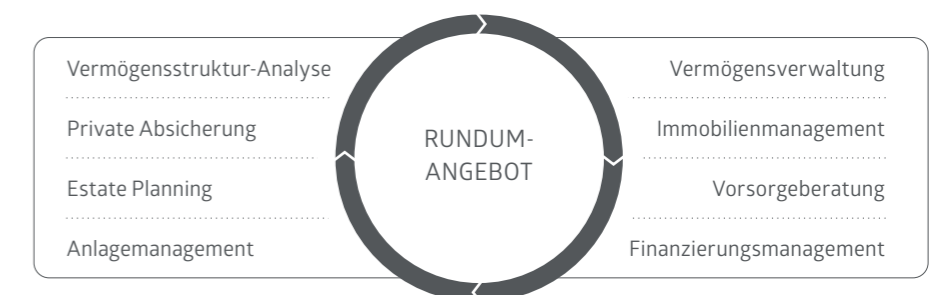 Vermögensstruktur-Analyse
Private Absicherung
Estate Planning
Anlagemanagement
RUNDUM-
ANGEBOT
Vermögensverwaltung
Immobilienmanagement
Vorsorgeberatung
Finanzierungsmanagement